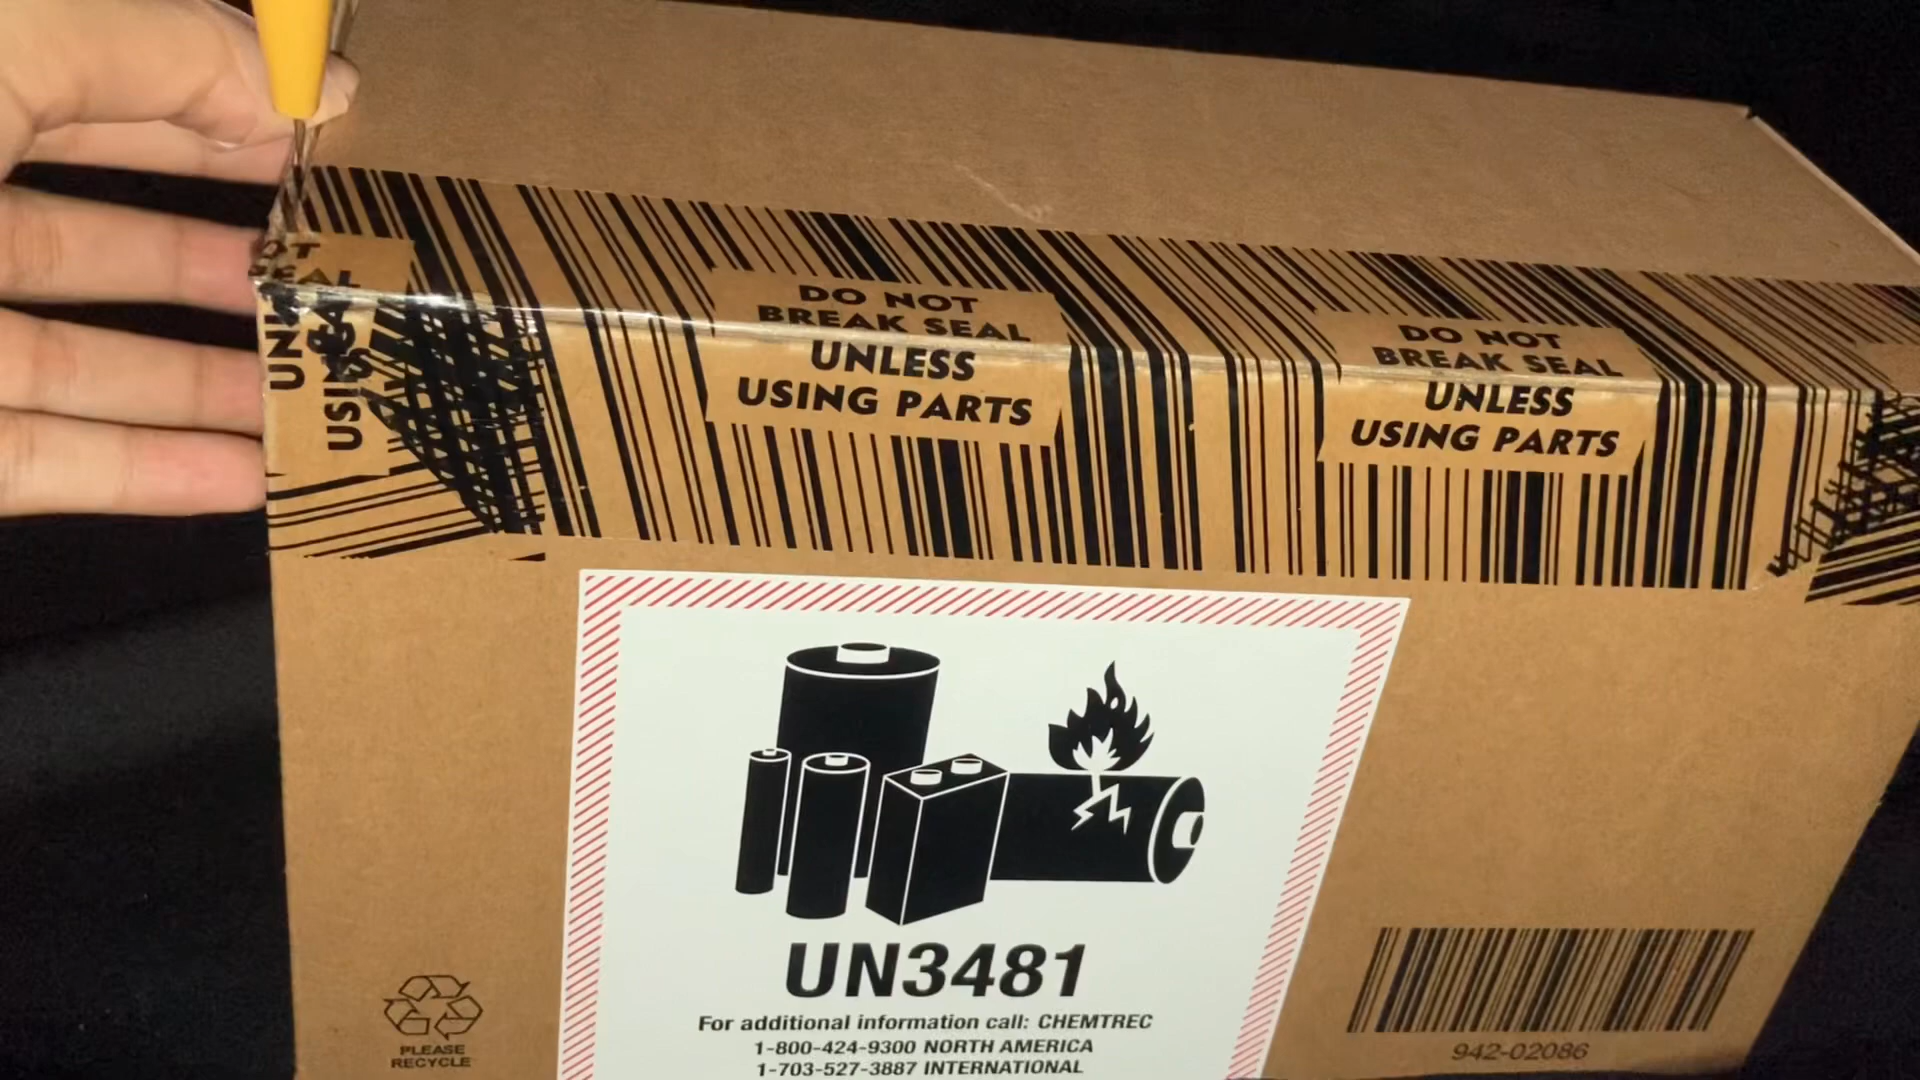 DO NOT
BREAK SEAL
UNLESS
USING PARTS
DO NOT
BREAK SEAL
UNLESS
USING PARTS
UN3481
For additional information call: CHEMTREC
1-800-424-9300 NORTH AMERICA
1-703-527-3887 INTERNATIONAL
PLEASE
RECYCLE
942-02086